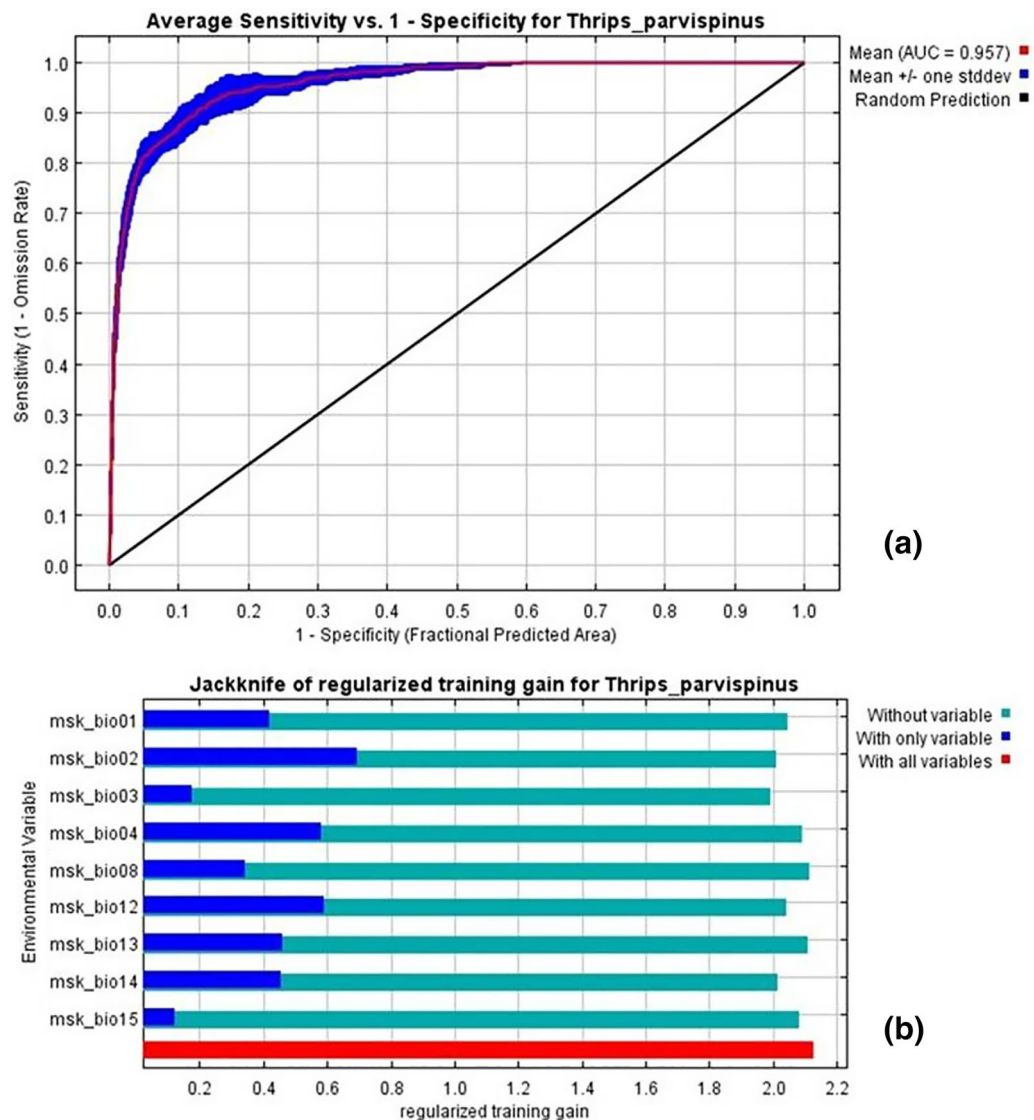 Average Sensitivity vs. 1 - Specificity for Thrips_parvispinus
Mean (AUC = 0.957)
Mean +/- one stddev
Random Prediction
Sensitivity (1 - Omission Rate)
1.0
0.9
0.8
0.7
0.6
0.5
0.4
0.3
0.2
0.1
0.0
0.0 0.1 0.2 0.3 0.4 0.5 0.6 0.7 0.8 0.9 1.0
1 - Specificity (Fractional Predicted Area)
(a)
Jackknife of regularized training gain for Thrips_parvispinus
Without variable
With only variable
With all variables
Environmental Variable
msk_bio01
msk_bio02
msk_bio03
msk_bio04
msk_bio08
msk_bio12
msk_bio13
msk_bio14
msk_bio15
0.2 0.4 0.6 0.8 1.0 1.2 1.4 1.6 1.8 2.0 2.2
regularized training gain
(b)